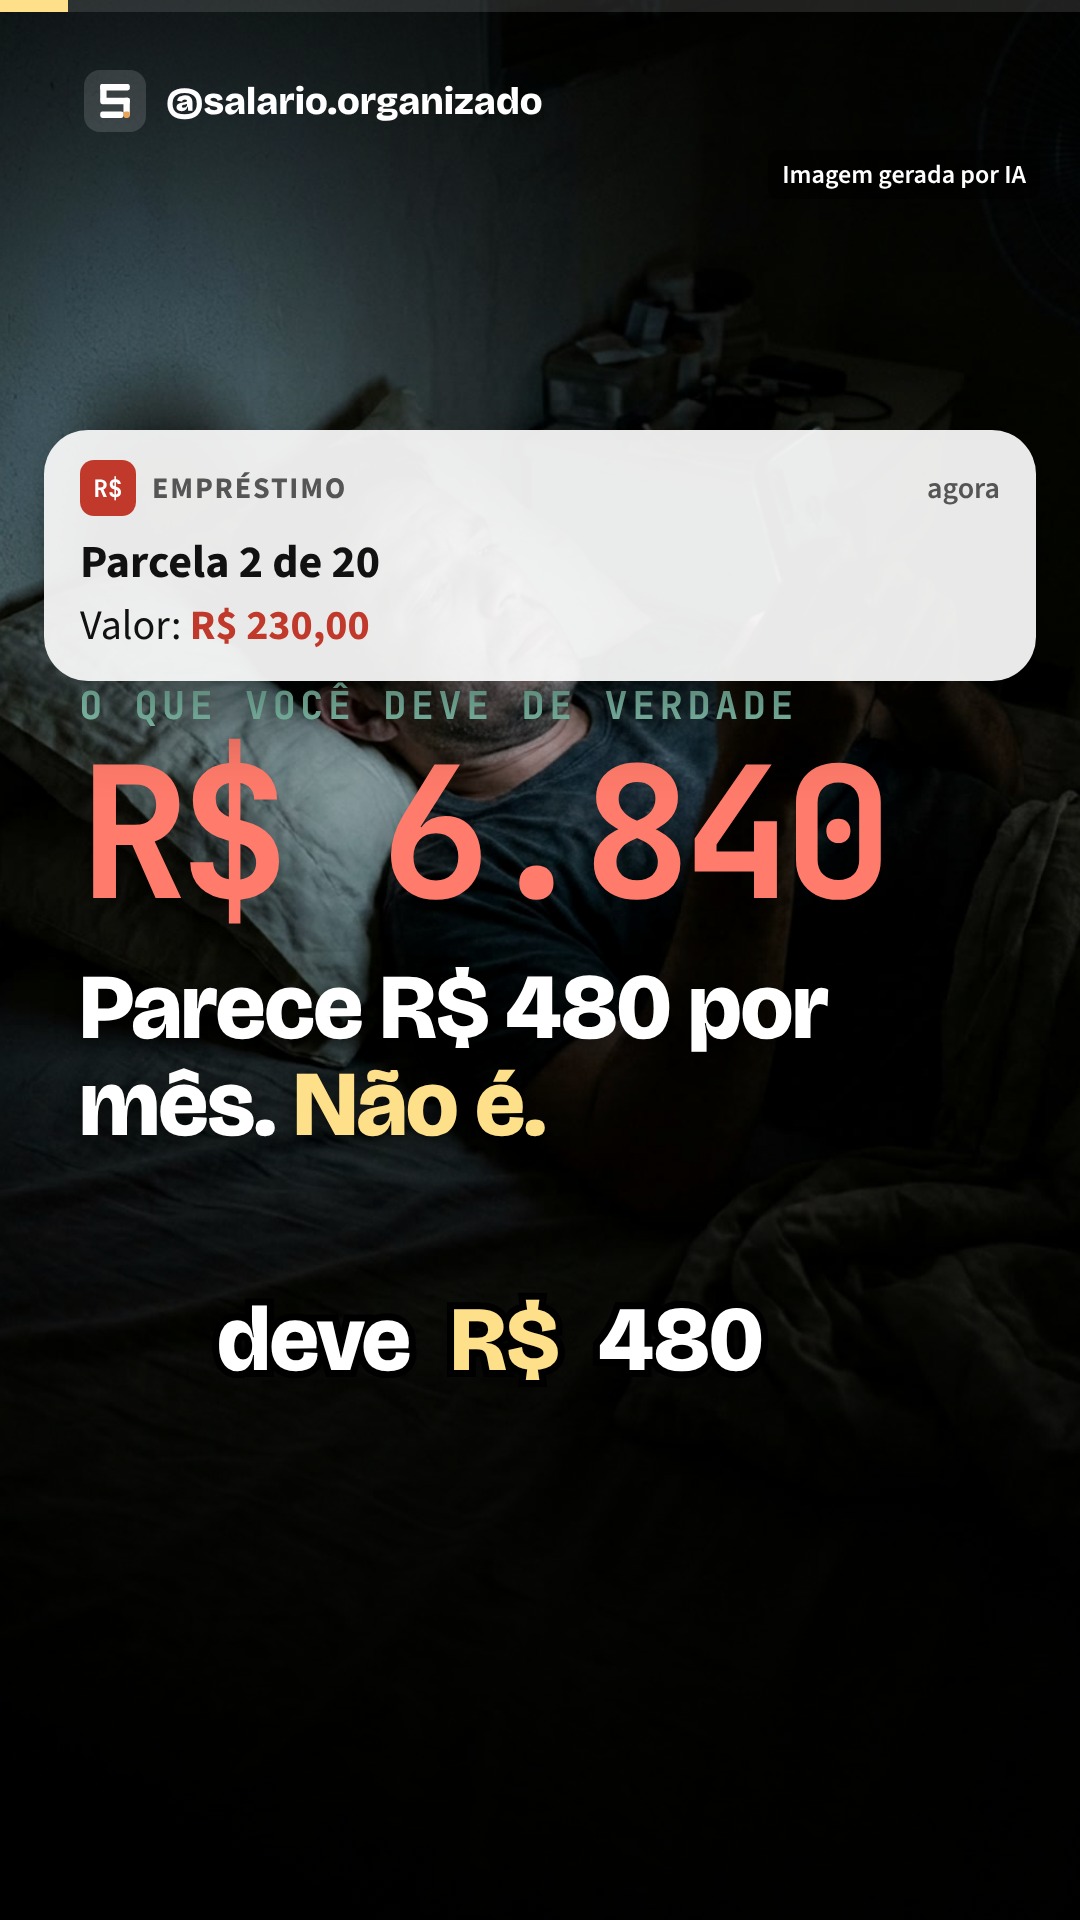 @salario.organizado
Imagem gerada por IA
R$ EMPRÉSTIMO agora
Parcela 2 de 20
Valor: R$ 230,00
O QUE VOCÊ DEVE DE VERDADE
R$ 6.840
Parece R$ 480 por
mês. Não é.
deve R$ 480